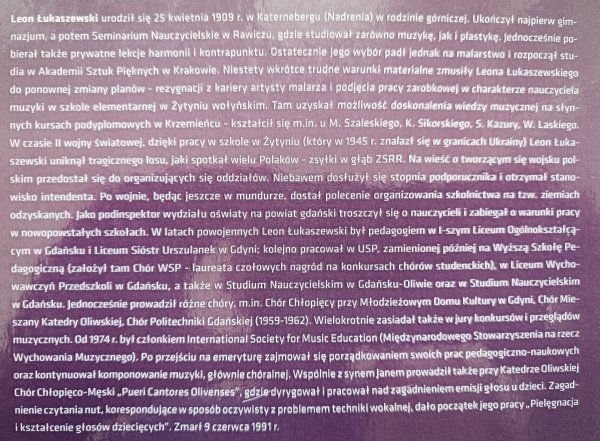 Leon Łukaszewski urodził się 25 kwietnia 1909 r. w Katernebergu (Nadrenia) w rodzinie górniczej. Ukończył najpierw gim-
nazjum, a potem Seminarium Nauczycielskie w Rawiczu, gdzie studiował zarówno muzykę, jak i plastykę. Jednocześnie po-
bierał także prywatne lekcje harmonii i kontrapunktu. Ostatecznie jego wybór padł jednak na malarstwo i rozpoczął stu-
dia w Akademii Sztuk Pięknych w Krakowie. Niestety wkrótce trudne warunki materialne zmusiły Leona Łukaszewskiego
do ponownej zmiany planów - rezygnacji z kariery artysty malarza i podjęcia pracy zarobkowej w charakterze nauczyciela
muzyki w szkole elementarnej w Żytyniu wołyńskim. Tam uzyskał możliwość doskonalenia wiedzy muzycznej na słyn-
nych kursach podyplomowych w Krzemieńcu - kształcił się m.in. u M. Szaleskiego, K. Sikorskiego, S. Kazury, W. Laskiego.
W czasie II wojny światowej, dzięki pracy w szkole w Żytyniu (który w 1945 r. znalazł się w granicach Ukrainy) Leon Łuka-
szewski uniknął tragicznego losu, jaki spotkał wielu Polaków - zsyłki w głąb ZSRR. Na wieść o tworzącym się wojsku pol-
skim przedostał się do organizujących się oddziałów. Niebawem dosłużył się stopnia podporucznika i otrzymał stano-
wisko intendenta. Po wojnie, będąc jeszcze w mundurze, dostał polecenie organizowania szkolnictwa na tzw. ziemiach
odzyskanych. Jako podinspektor wydziału oświaty na powiat gdański troszczył się o nauczycieli i zabiegał o warunki pracy
w nowopowstałych szkołach. W latach powojennych Leon Łukaszewski był pedagogiem w I-szym Liceum Ogólnokształcą-
cym w Gdańsku i Liceum Sióstr Urszulanek w Gdyni; kolejno pracował w USP, zamienionej później na Wyższą Szkołę Pe-
dagogiczną (założył tam Chór WSP - laureata czołowych nagród na konkursach chórów studenckich), w Liceum Wycho-
wawczyń Przedszkoli w Gdańsku, a także w Studium Nauczycielskim w Gdańsku-Oliwie oraz w Studium Nauczycielskim
w Gdańsku. Jednocześnie prowadził różne chóry, m.in. Chór Chłopięcy przy Młodzieżowym Domu Kultury w Gdyni, Chór Mie-
szany Katedry Oliwskiej, Chór Politechniki Gdańskiej (1959-1962). Wielokrotnie zasiadał także w jury konkursów i przeglądów
muzycznych. Od 1974 r. był członkiem International Society for Music Education (Międzynarodowego Stowarzyszenia na rzecz
Wychowania Muzycznego). Po przejściu na emeryturę zajmował się porządkowaniem swoich prac pedagogiczno-naukowych
oraz kontynuował komponowanie muzyki, głównie chóralnej. Wspólnie z synem Janem prowadził także przy Katedrze Oliwskiej
Chór Chłopięco-Męski „Pueri Cantores Olivenses", gdzie dyrygował i pracował nad zagadnieniem emisji głosu u dzieci. Zagad-
nienie czytania nut, korespondujące w sposób oczywisty z problemem techniki wokalnej, dało początek jego pracy „Pielęgnacja
i kształcenie głosów dziecięcych". Zmarł 9 czerwca 1991 r.